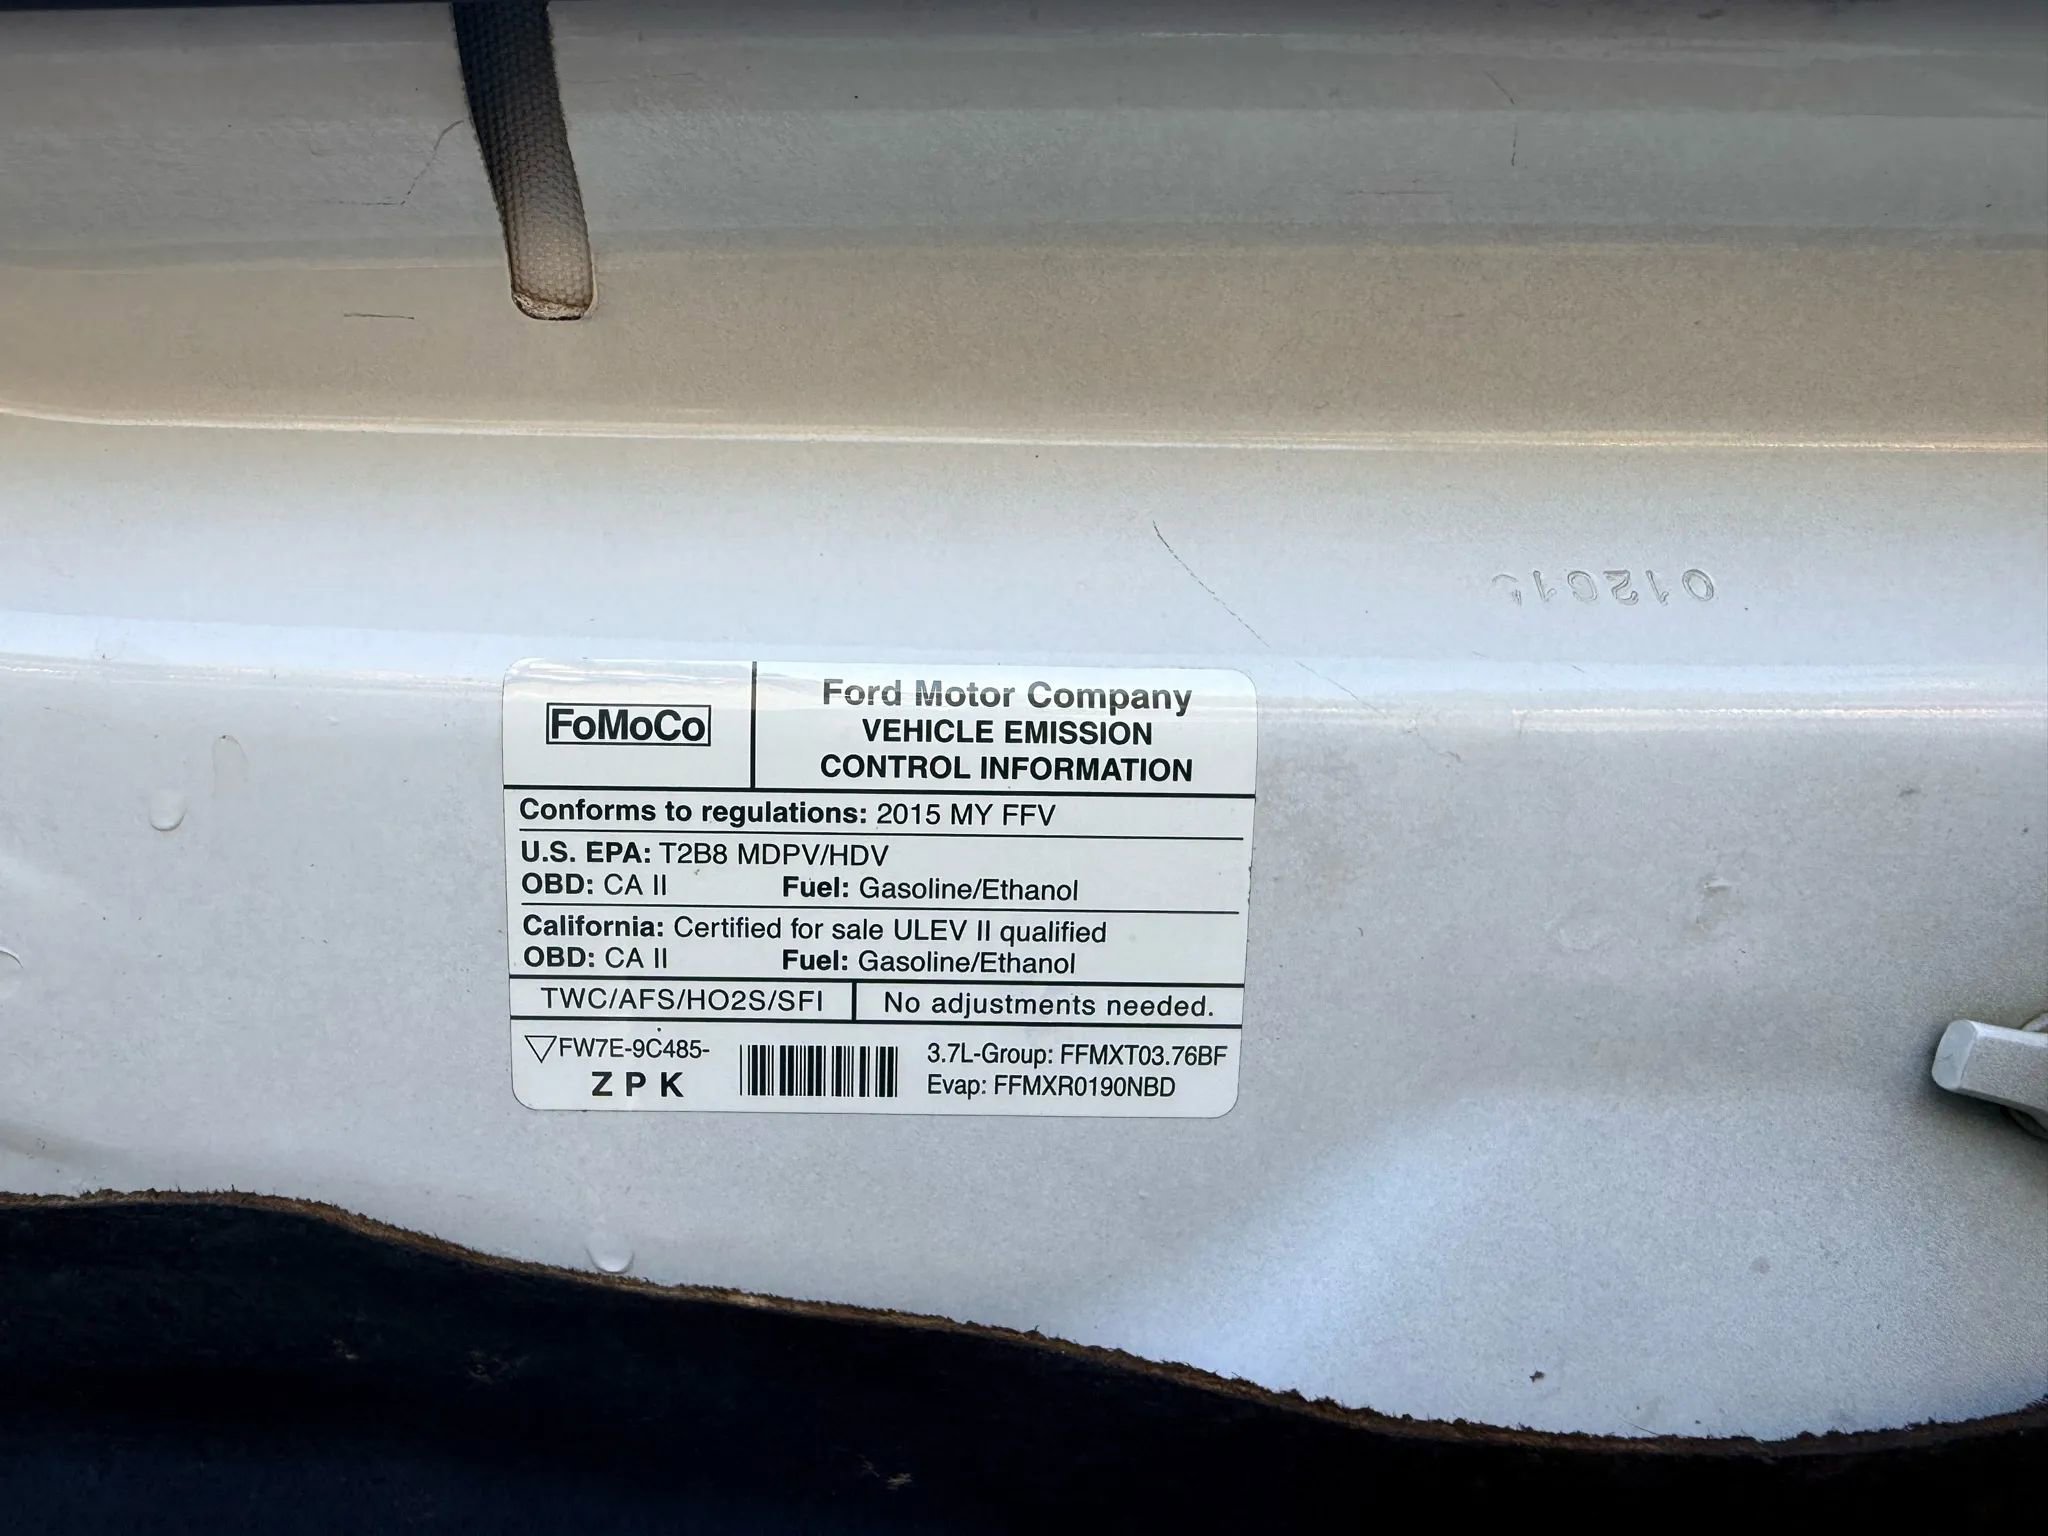 FoMoCo
Ford Motor Company
VEHICLE EMISSION
CONTROL INFORMATION
Conforms to regulations: 2015 MY FFV
U.S. EPA: T2B8 MDPV/HDV
OBD: CA II Fuel: Gasoline/Ethanol
California: Certified for sale ULEV II qualified
OBD: CA II Fuel: Gasoline/Ethanol
TWC/AFS/HO2S/SFI No adjustments needed.
FW7E-9C485-
Z P K
3.7L-Group: FFMXT03.76BF
Evap: FFMXR0190NBD